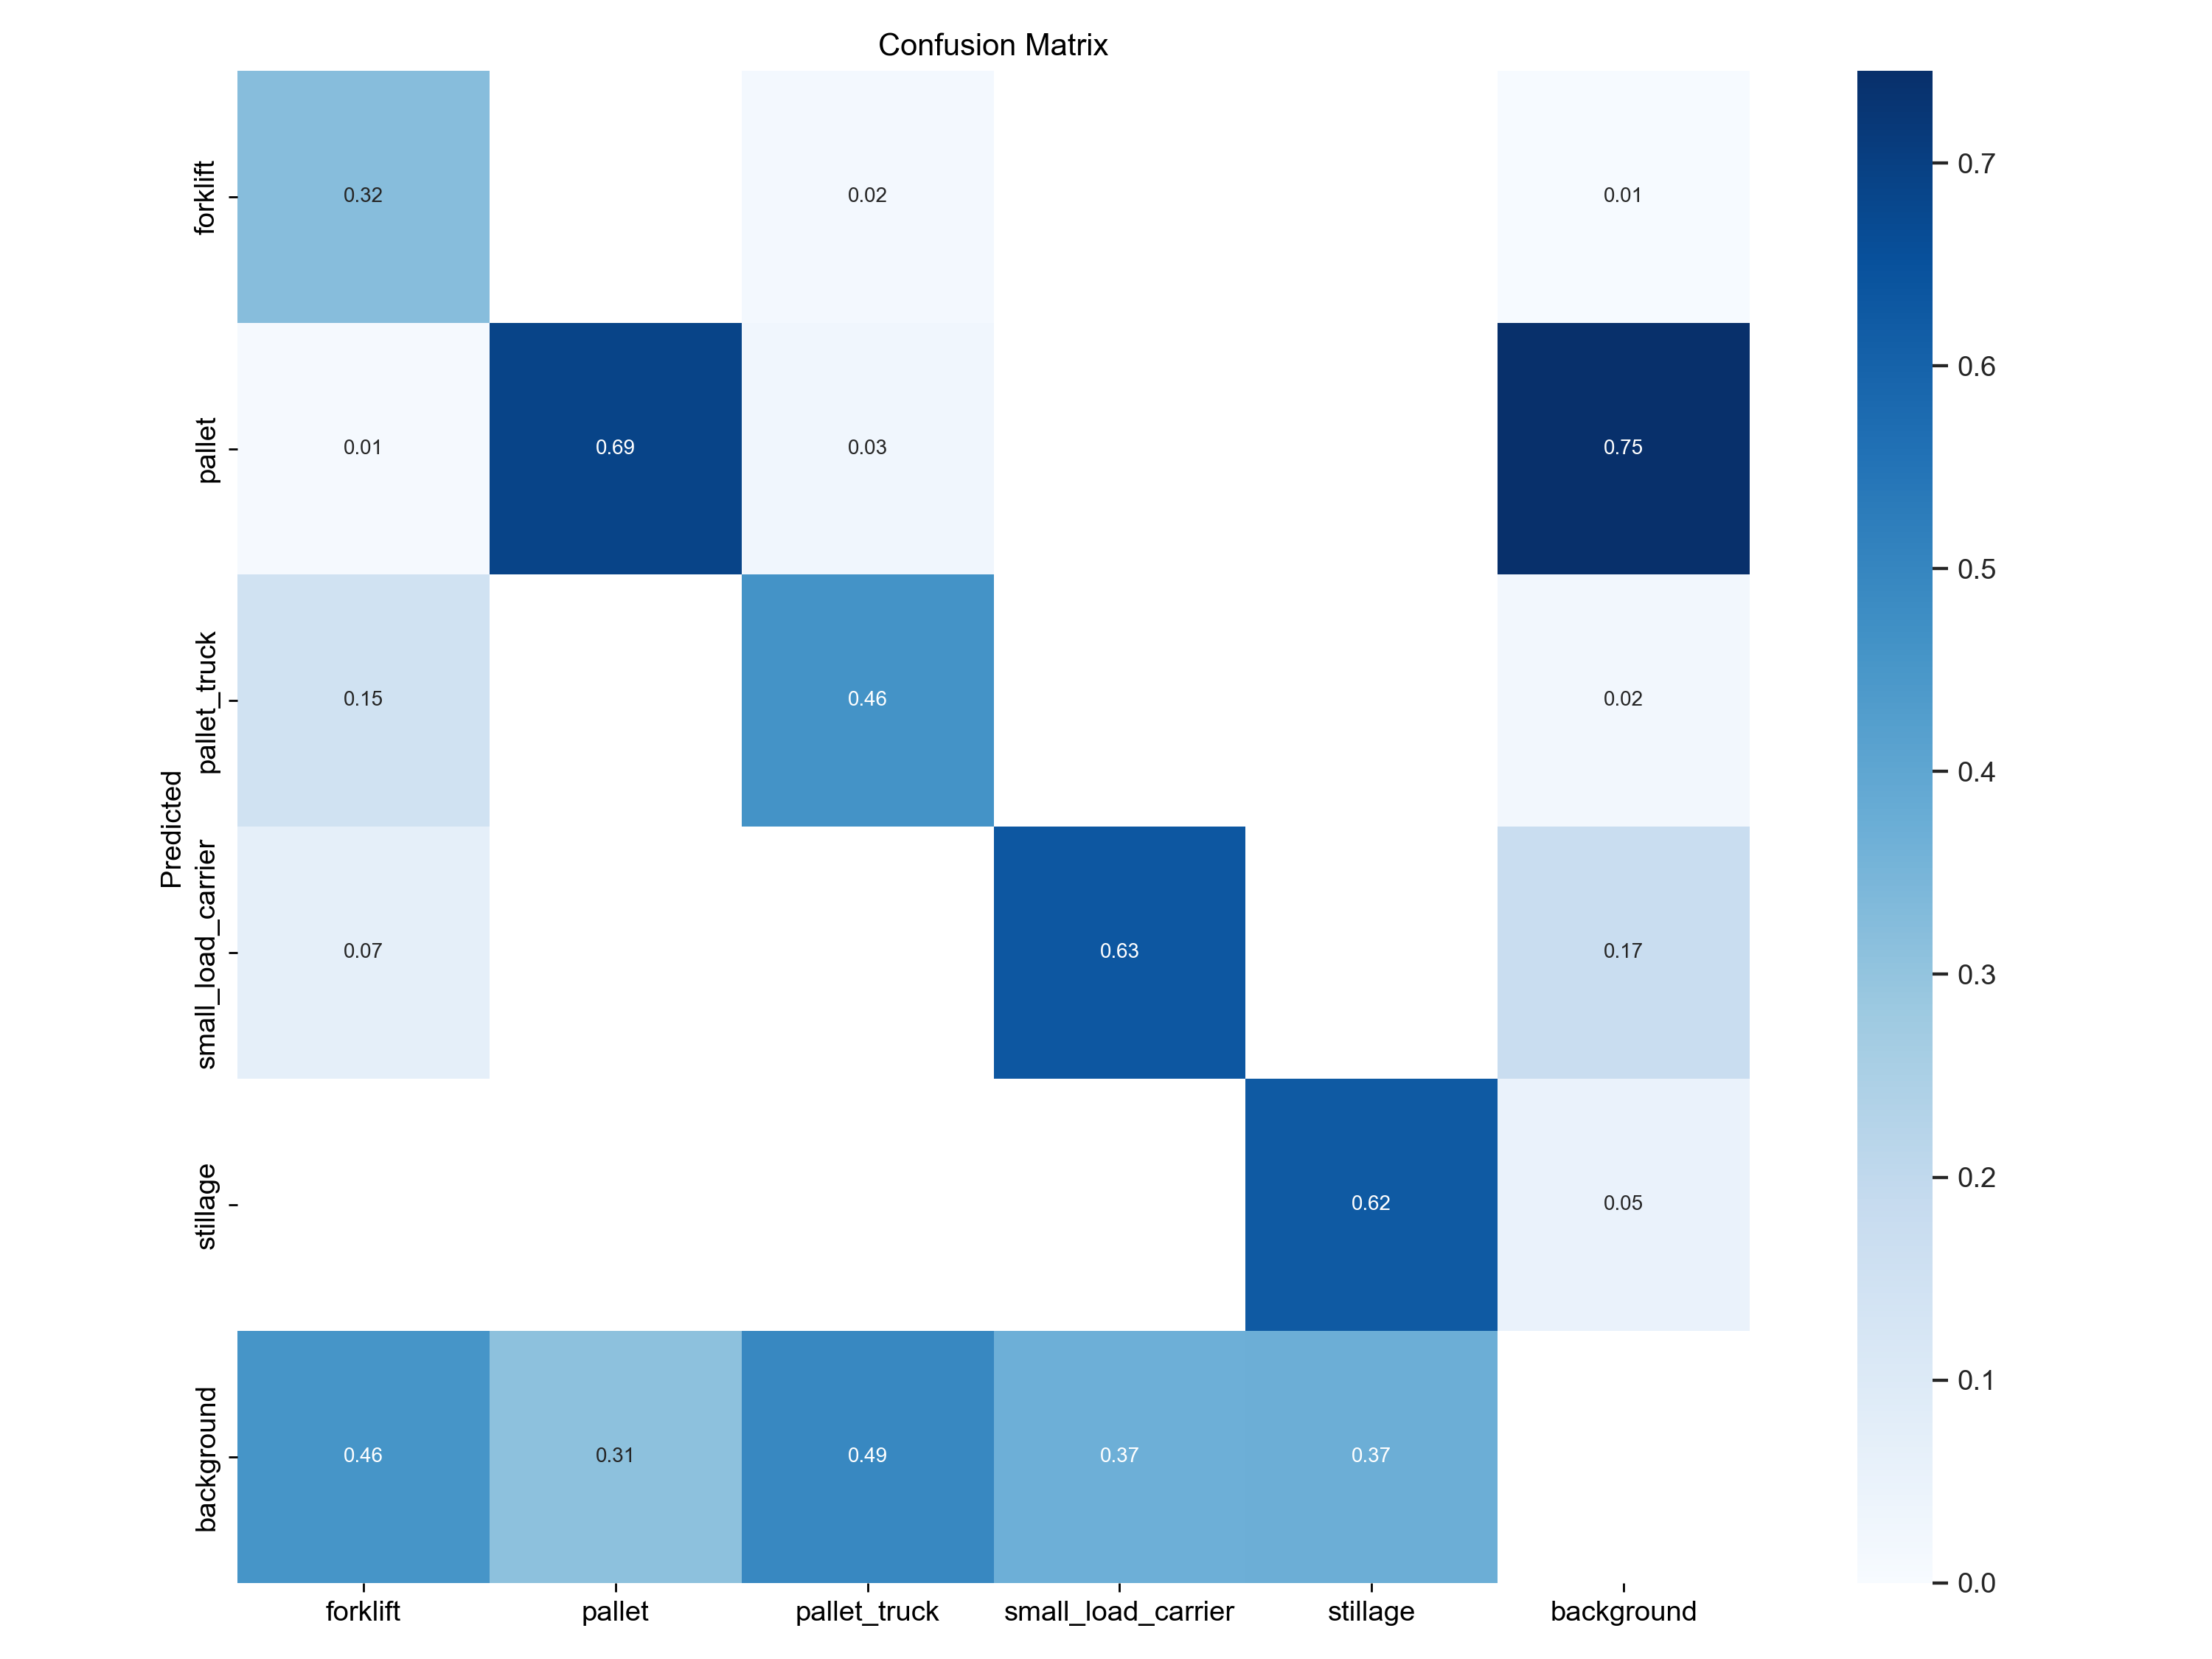 Confusion Matrix
forklift
0.32
0.02
0.01
pallet
0.01
0.69
0.03
0.75
pallet_truck
0.15
0.46
0.02
Predicted
small_load_carrier
0.07
0.63
0.17
stillage
0.62
0.05
background
0.46
0.31
0.49
0.37
0.37
forklift
pallet
pallet_truck
small_load_carrier
stillage
background
0.7
0.6
0.5
0.4
0.3
0.2
0.1
0.0